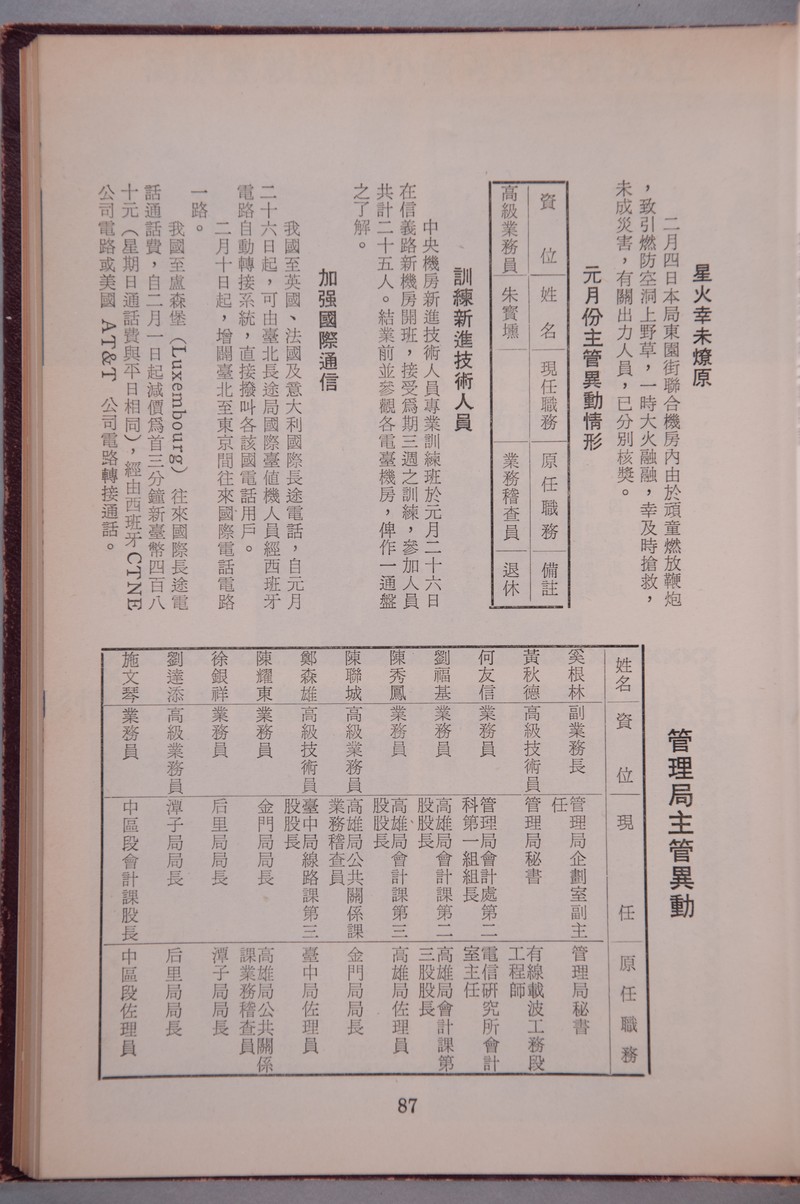 星火幸未燎原
二月四日本局東園街聯合機房內由於頑童燃放鞭炮
，致引燃防空洞上野草，一時大火融融，幸及時搶救，
未成災害，有關出力人員，已分別核獎。
元月份主管異動情形
資位 姓名 現任職務 原任職務 備註
高級業務員 朱寳壎 業務稽查員 退休
訓練新進技術人員
中央機房新進技術人員專業訓練班於元月二十六日
在信義路新機房開班，接受爲期三週之訓練，參加人員
共計二十五人。結業前並參觀各電臺機房，俾作一通盤
之了解。
加强國際通信
我國至英國、法國及意大利國際長途電話，自元月
二十六日起，可由臺北長途局國際臺値機人員經西班牙
電路自動轉接系統，直接撥叫各該國電話用戶。
二月十日起，增闢臺北至東京間往來國際電話電路
一路。
我國至盧森堡（Luxembourg）往來國際長途電
話通話費，自二月一日起減價爲首三分鐘新臺幣四百八
十元（星期日通話費與平日相同），經由西班牙CTNE
公司電路或美國 AT&T 公司電路轉接通話。
管理局主管異動
姓名 資位 現任 原任職務
奚根林 副業務長 管理局企劃室副主任 管理局秘書
黃秋德 高級技術員 管理局秘書 有線載波工務段工程師
何友信 業務員 管理局會計處第二科第一組組長 電信研究所會計室主任
劉福基 業務員 高雄局會計課第二股股長 高雄局會計課第三股股長
陳秀鳳 業務員 高雄局會計課第三股股長 高雄局佐理員
陳聯城 高級業務員 高雄局公共關係課業務稽查員 金門局局長
鄭森雄 高級技術員 臺中局線路課第三股股長 臺中局佐理員
陳耀東 業務員 金門局局長 高雄局公共關係課業務稽查員
徐銀祥 業務員 后里局局長 潭子局局長
劉達添 高級業務員 潭子局局長 后里局局長
施文琴 業務員 中區段會計課股長 中區段佐理員
87